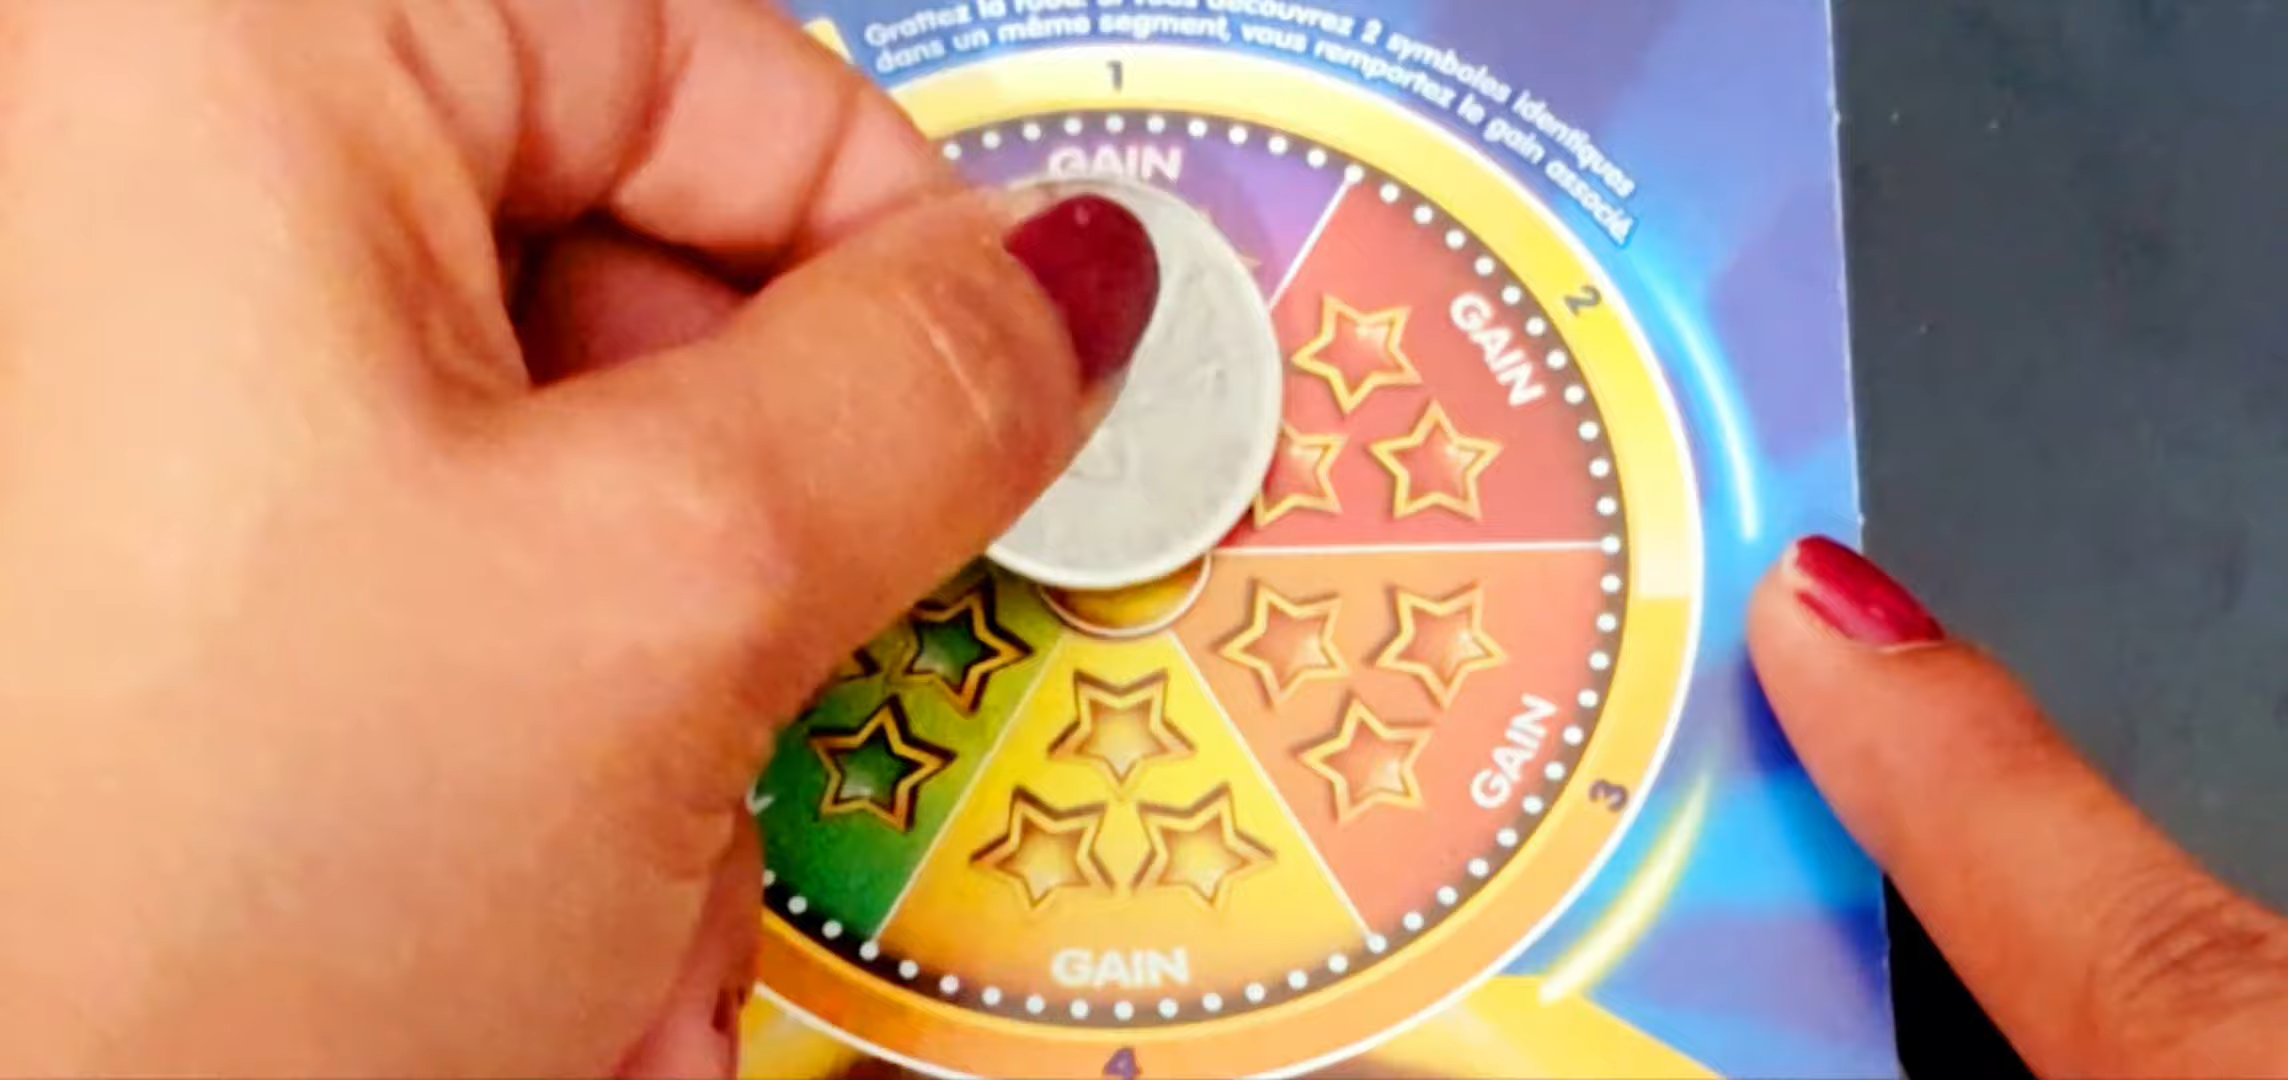 Grattez la roue. Si vous découvrez 2 symboles identiques
dans un même segment, vous remportez le gain associé.
1
GAIN
2
GAIN
GAIN
3
GAIN
4